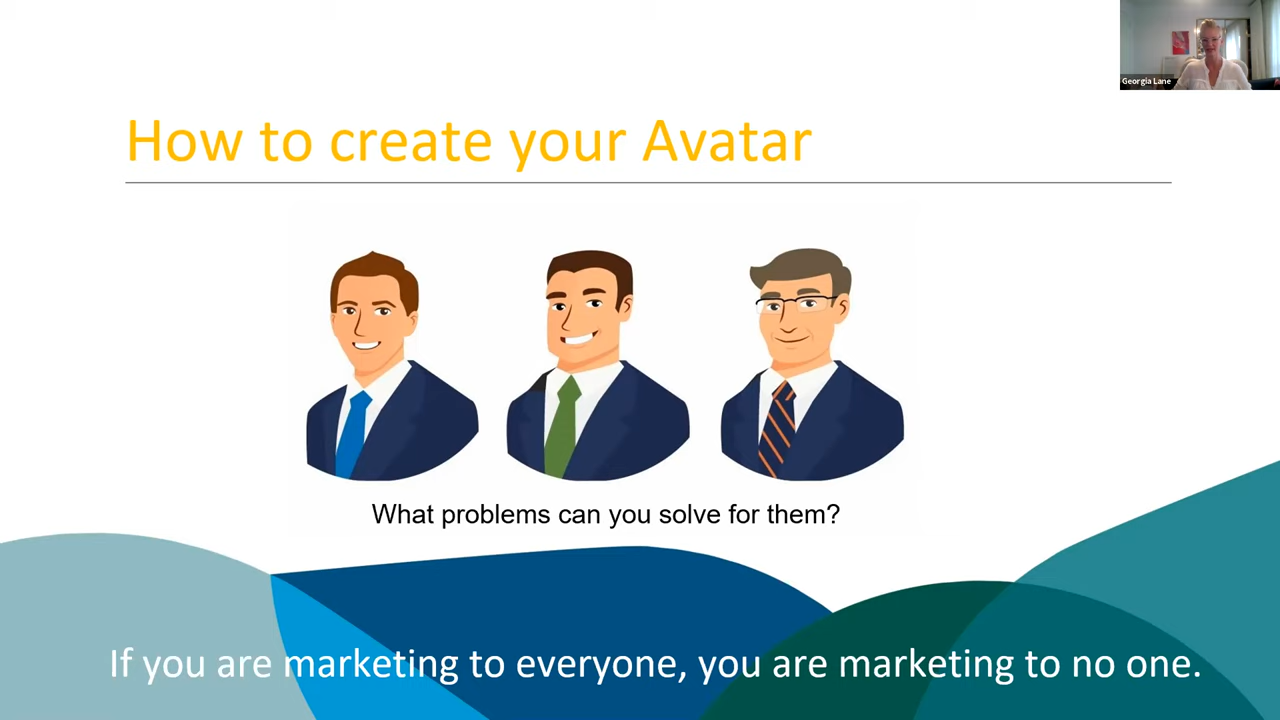 Georgia Lane
How to create your Avatar
What problems can you solve for them?
If you are marketing to everyone, you are marketing to no one.